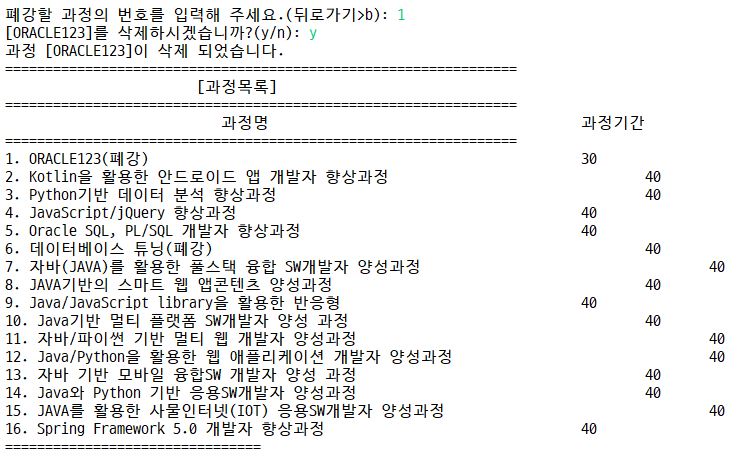 폐강할 과정의 번호를 입력해 주세요.(뒤로가기>b): 1
[ORACLE123]를 삭제하시겠습니까?(y/n): y
과정 [ORACLE123]이 삭제 되었습니다.
================================================================
[과정목록]
================================================================
과정명 과정기간
================================================================
1. ORACLE123(폐강) 30
2. Kotlin을 활용한 안드로이드 앱 개발자 향상과정 40
3. Python기반 데이터 분석 향상과정 40
4. JavaScript/jQuery 향상과정 40
5. Oracle SQL, PL/SQL 개발자 향상과정 40
6. 데이터베이스 튜닝(폐강) 40
7. 자바(JAVA)를 활용한 풀스택 융합 SW개발자 양성과정 40
8. JAVA기반의 스마트 웹 앱콘텐츠 양성과정 40
9. Java/JavaScript library을 활용한 반응형 40
10. Java기반 멀티 플랫폼 SW개발자 양성 과정 40
11. 자바/파이썬 기반 멀티 웹 개발자 양성과정 40
12. Java/Python을 활용한 웹 애플리케이션 개발자 양성과정 40
13. 자바 기반 모바일 융합SW 개발자 양성 과정 40
14. Java와 Python 기반 응용SW개발자 양성과정 40
15. JAVA를 활용한 사물인터넷(IOT) 응용SW개발자 양성과정 40
16. Spring Framework 5.0 개발자 향상과정 40
================================